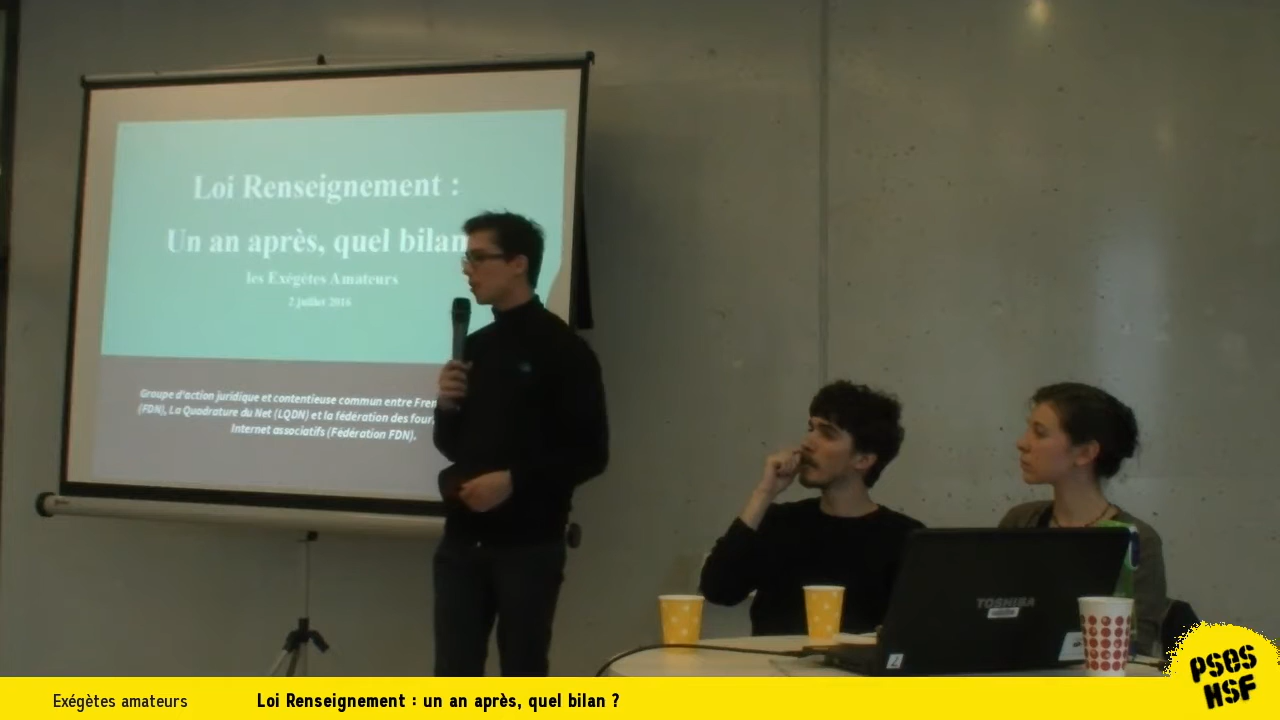 Loi Renseignement :
Un an après, quel bilan
les Exégètes Amateurs
2 juillet 2016
Groupe d'action juridique et contentieuse commun entre
(FDN), La Quadrature du Net (LQDN) et la fédération des
Internet associatifs (Fédération FDN).
TOSHIBA
PSES
HSF
Exégètes amateurs
Loi Renseignement : un an après, quel bilan ?